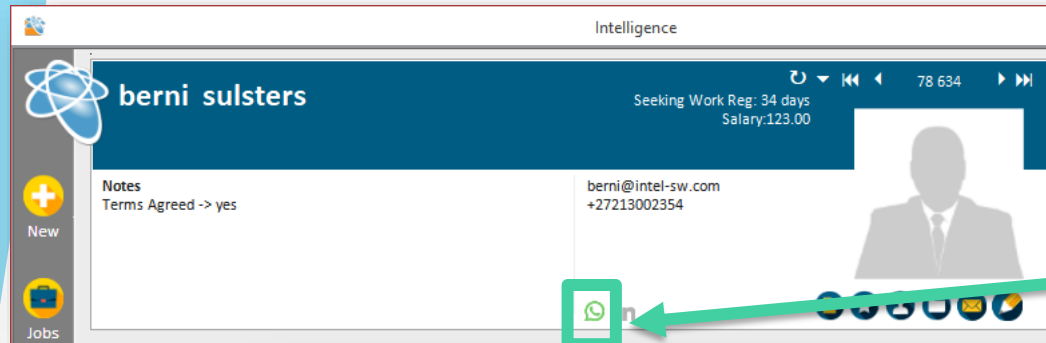 Intelligence
berni sulsters
78 634
Seeking Work Reg: 34 days
Salary:123.00
Notes
Terms Agreed -> yes
berni@intel-sw.com
+27213002354
New
Jobs